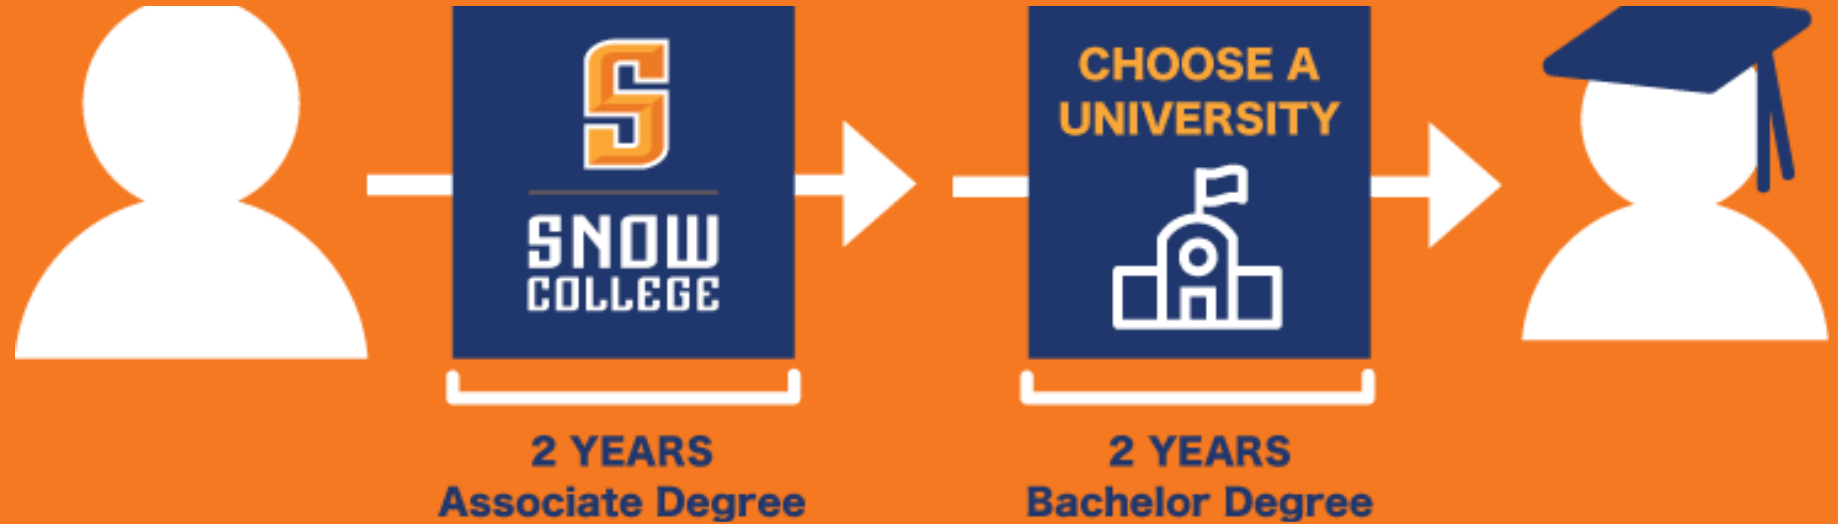 S
SNOW
COLLEGE
CHOOSE A
UNIVERSITY
2 YEARS
Associate Degree
2 YEARS
Bachelor Degree